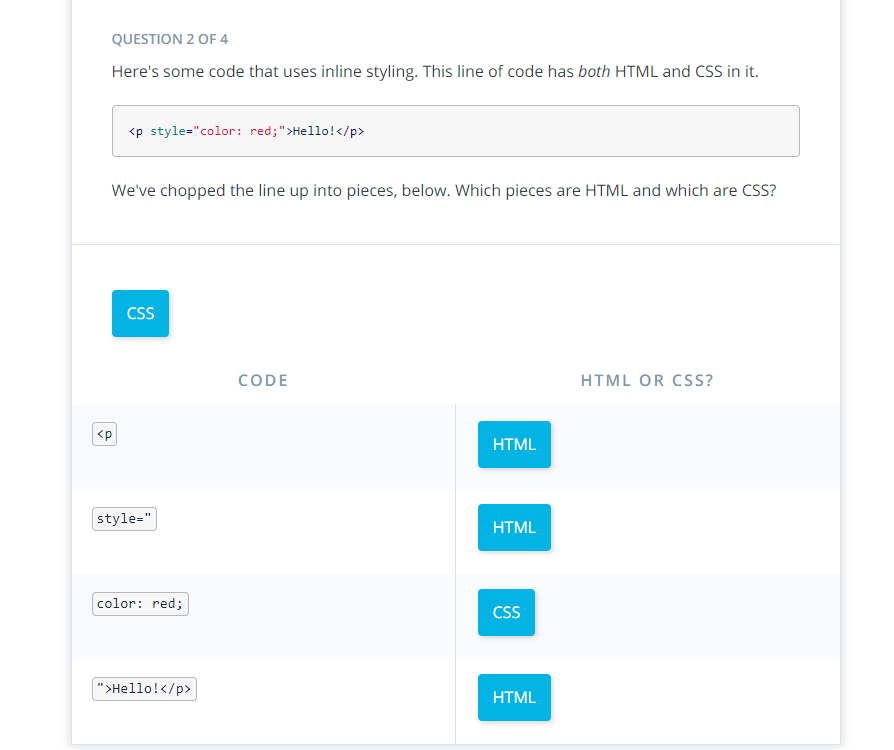 QUESTION 2 OF 4
Here's some code that uses inline styling. This line of code has both HTML and CSS in it.
<p style="color: red;">Hello!</p>
We've chopped the line up into pieces, below. Which pieces are HTML and which are CSS?
CSS
CODE HTML OR CSS?
<p HTML
style=" HTML
color: red; CSS
">Hello!</p> HTML